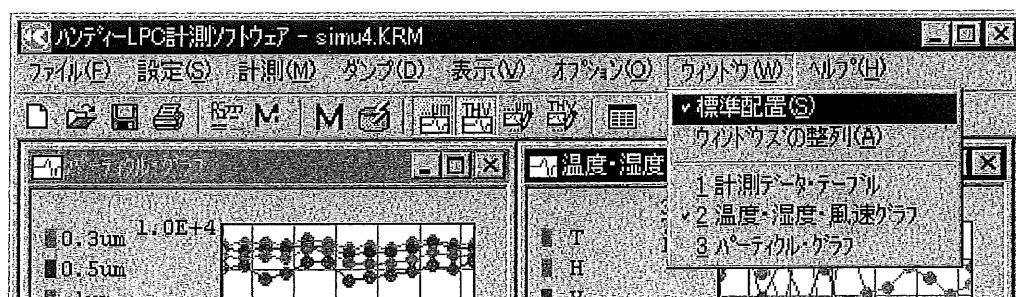 ﾊﾝﾃﾞｨｰLPC計測ｿﾌﾄｳｪｱ - simu4.KRM
ﾌｧｲﾙ(F) 設定(S) 計測(M) ﾀﾞﾝﾌﾟ(D) 表示(V) ｵﾌﾟｼｮﾝ(O) ｳｨﾝﾄﾞｳ(W) ﾍﾙﾌﾟ(H)
✓標準配置(S)
ｳｨﾝﾄﾞｳｽﾞの整列(A)
1 計測ﾃﾞｰﾀ･ﾃｰﾌﾞﾙ
✓2 温度･湿度･風速ｸﾞﾗﾌ
3 ﾊﾟｰﾃｨｸﾙ･ｸﾞﾗﾌ
ﾊﾟｰﾃｨｸﾙ･ｸﾞﾗﾌ
1.0E+4
0.3um
0.5um
温度･湿度
T
H